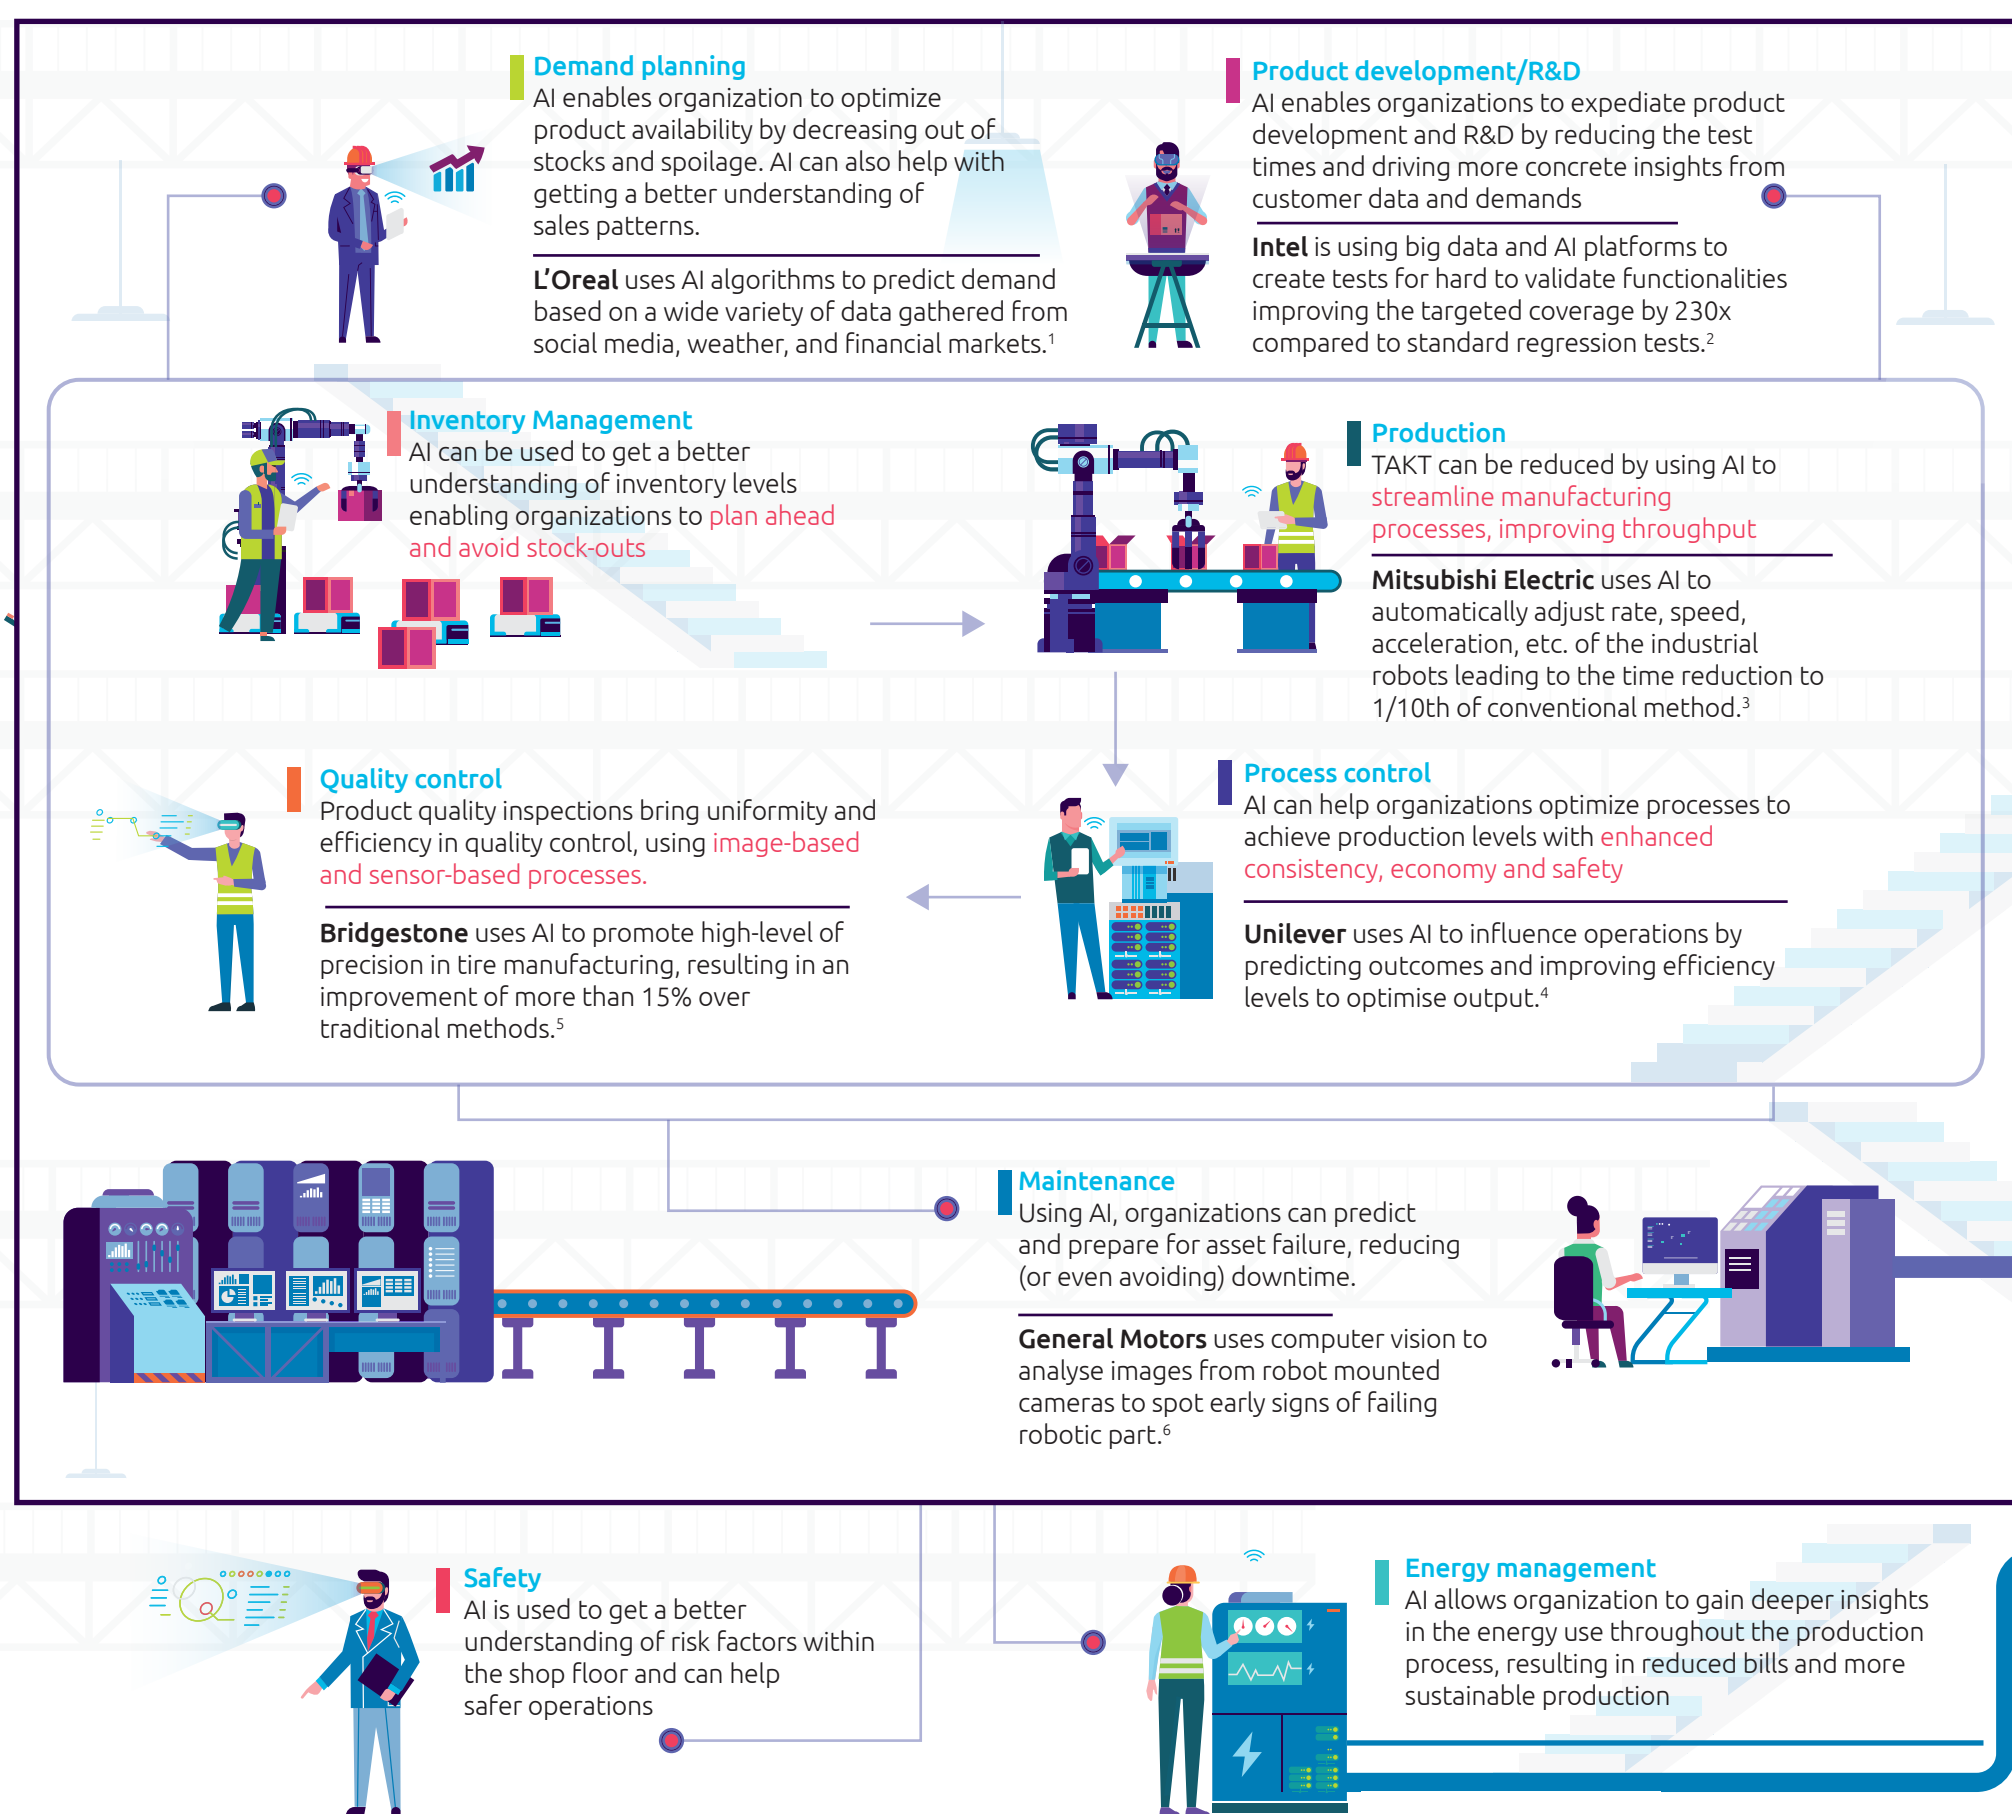 Demand planning
AI enables organization to optimize
product availability by decreasing out of
stocks and spoilage. AI can also help with
getting a better understanding of
sales patterns.
L'Oreal uses AI algorithms to predict demand
based on a wide variety of data gathered from
social media, weather, and financial markets.1
Product development/R&D
AI enables organizations to expediate product
development and R&D by reducing the test
times and driving more concrete insights from
customer data and demands
Intel is using big data and AI platforms to
create tests for hard to validate functionalities
improving the targeted coverage by 230x
compared to standard regression tests.2
Inventory Management
AI can be used to get a better
understanding of inventory levels
enabling organizations to plan ahead
and avoid stock-outs
Production
TAKT can be reduced by using AI to
streamline manufacturing
processes, improving throughput
Mitsubishi Electric uses AI to
automatically adjust rate, speed,
acceleration, etc. of the industrial
robots leading to the time reduction to
1/10th of conventional method.3
Quality control
Product quality inspections bring uniformity and
efficiency in quality control, using image-based
and sensor-based processes.
Bridgestone uses AI to promote high-level of
precision in tire manufacturing, resulting in an
improvement of more than 15% over
traditional methods.5
Process control
AI can help organizations optimize processes to
achieve production levels with enhanced
consistency, economy and safety
Unilever uses AI to influence operations by
predicting outcomes and improving efficiency
levels to optimise output.4
Maintenance
Using AI, organizations can predict
and prepare for asset failure, reducing
(or even avoiding) downtime.
General Motors uses computer vision to
analyse images from robot mounted
cameras to spot early signs of failing
robotic part.6
Safety
AI is used to get a better
understanding of risk factors within
the shop floor and can help
safer operations
Energy management
AI allows organization to gain deeper insights
in the energy use throughout the production
process, resulting in reduced bills and more
sustainable production